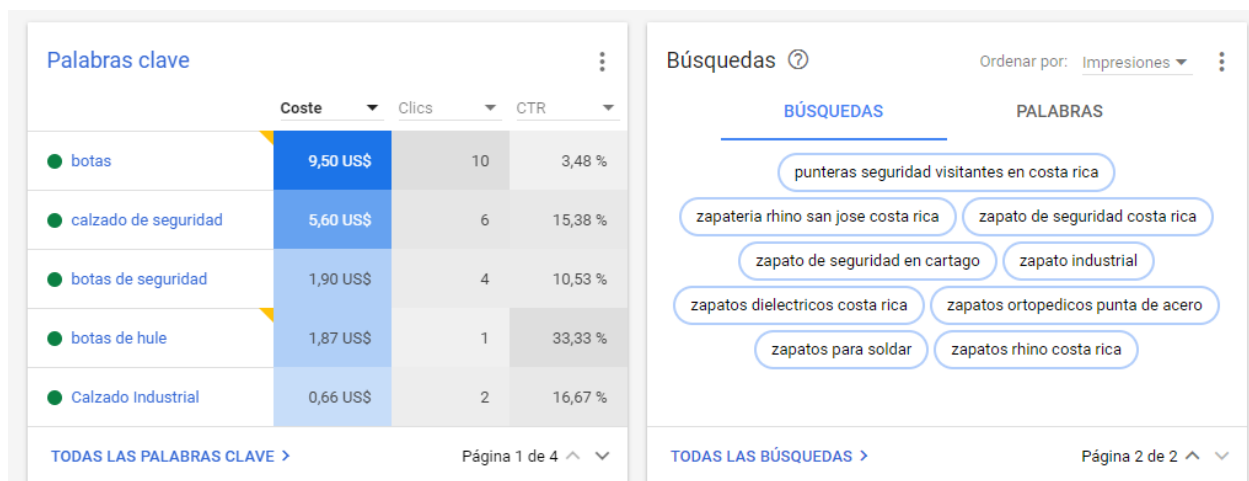 Palabras clave
Coste Clics CTR
botas 9,50 US$ 10 3,48 %
calzado de seguridad 5,60 US$ 6 15,38 %
botas de seguridad 1,90 US$ 4 10,53 %
botas de hule 1,87 US$ 1 33,33 %
Calzado Industrial 0,66 US$ 2 16,67 %
TODAS LAS PALABRAS CLAVE Página 1 de 4
Búsquedas Ordenar por: Impresiones
BÚSQUEDAS PALABRAS
punteras seguridad visitantes en costa rica
zapateria rhino san jose costa rica zapato de seguridad costa rica
zapato de seguridad en cartago zapato industrial
zapatos dielectricos costa rica zapatos ortopedicos punta de acero
zapatos para soldar zapatos rhino costa rica
TODAS LAS BÚSQUEDAS Página 2 de 2